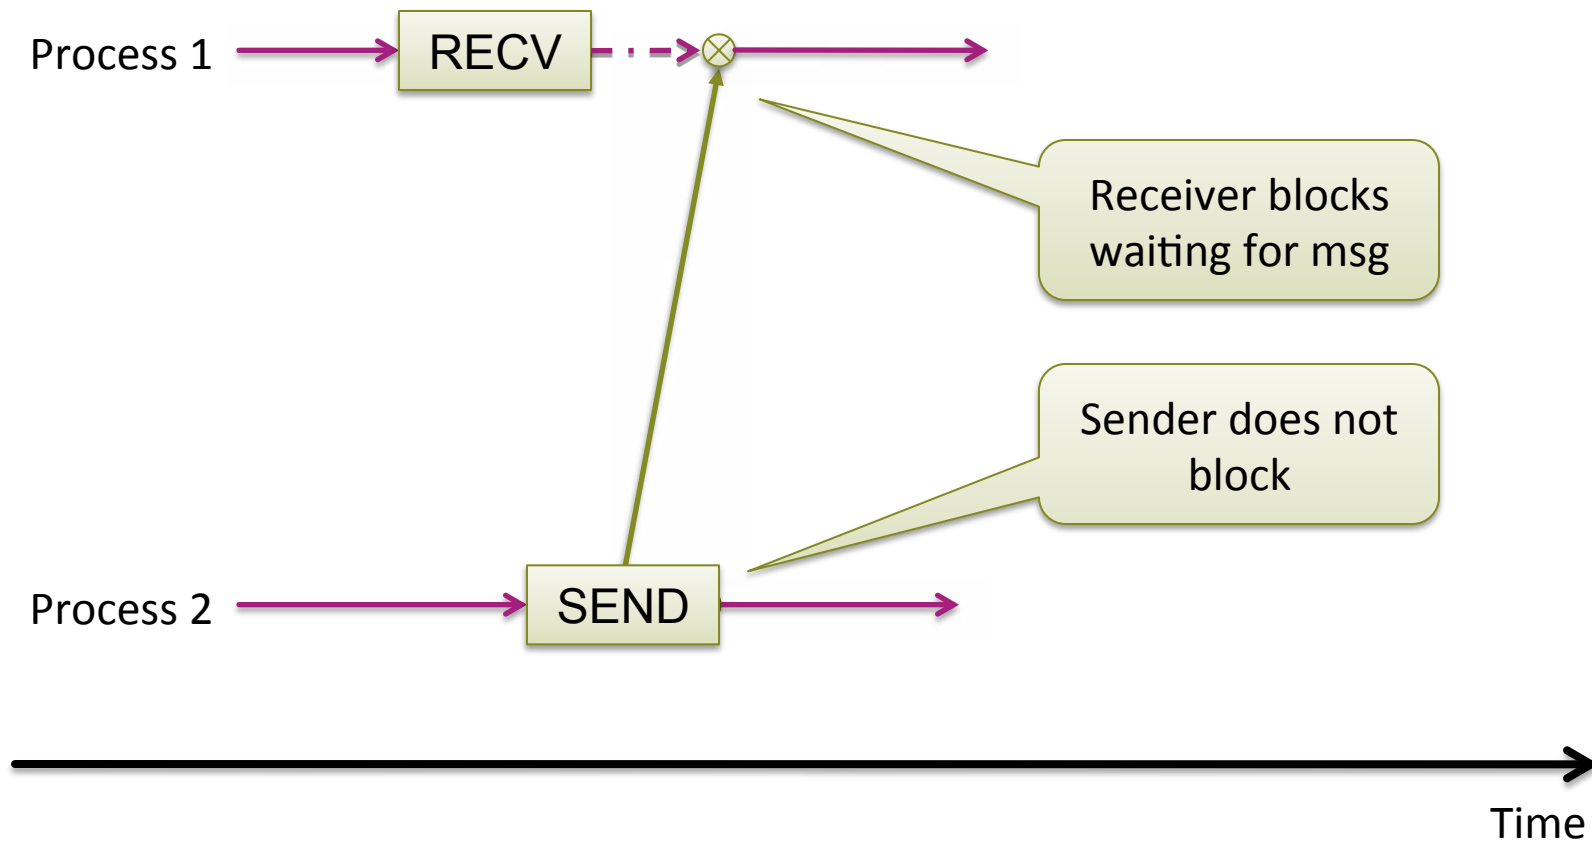 Process 1
RECV
Receiver blocks
waiting for msg
Sender does not
block
Process 2
SEND
Time